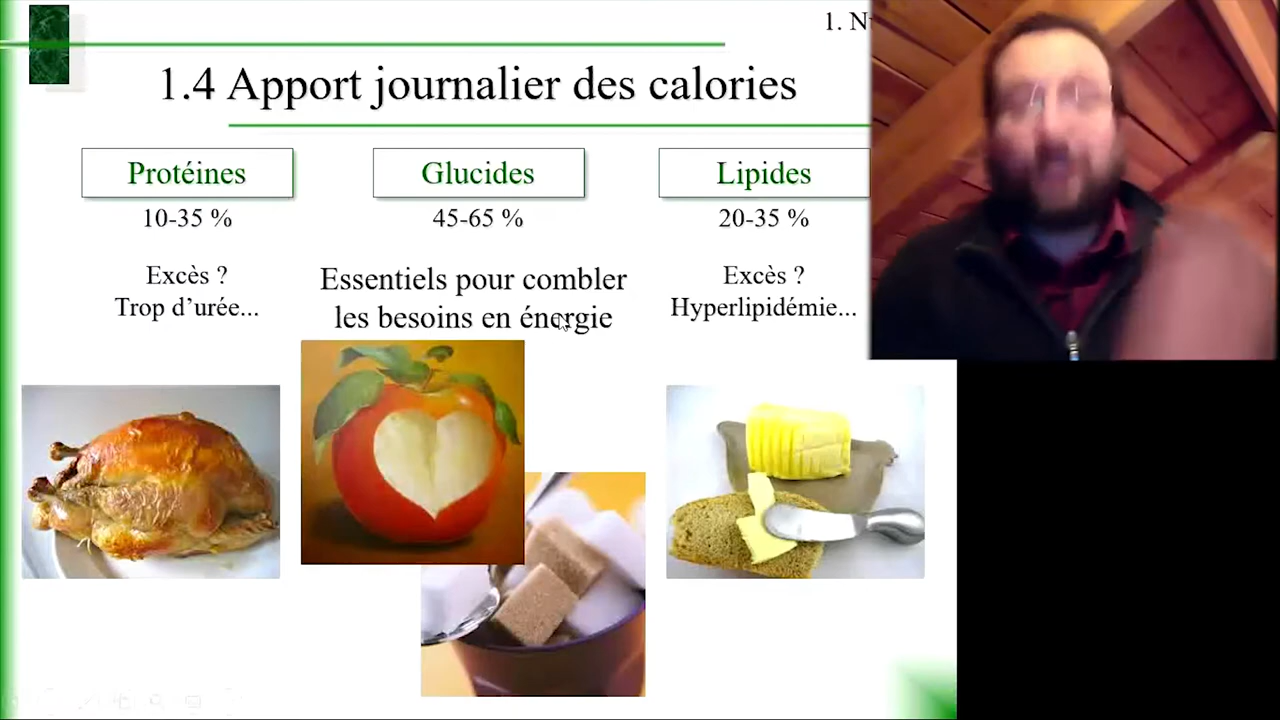 1. N
1.4 Apport journalier des calories
Protéines
10-35 %
Excès ?
Trop d’urée...
Glucides
45-65 %
Essentiels pour combler
les besoins en énergie
Lipides
20-35 %
Excès ?
Hyperlipidémie...